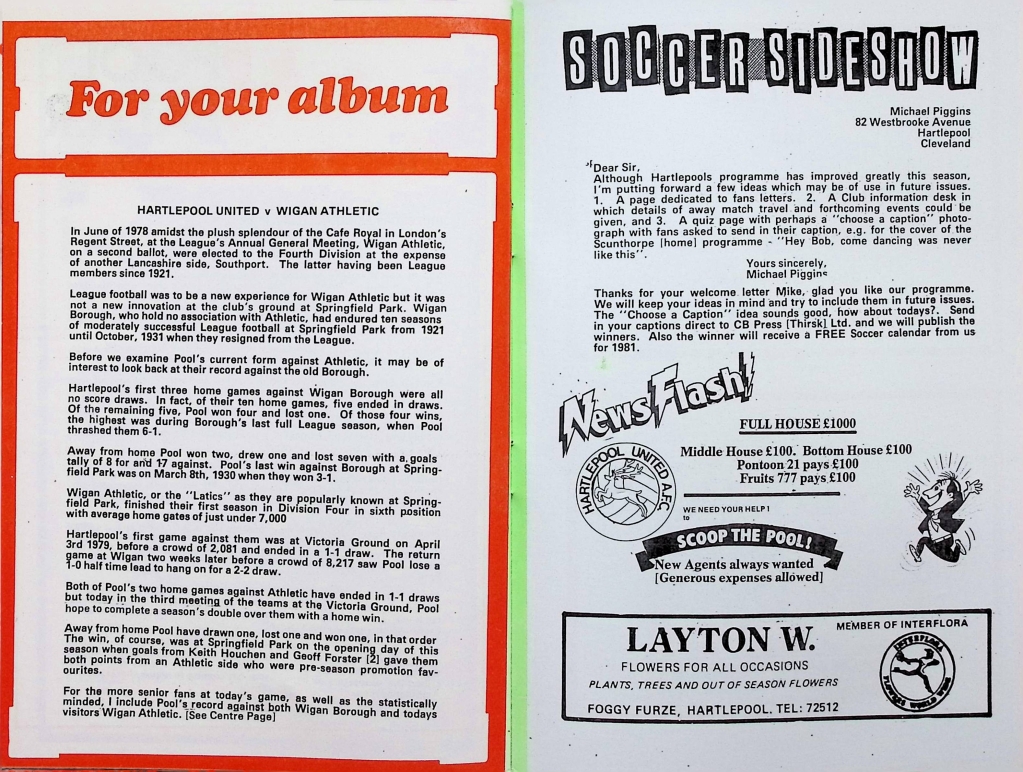 For your album
HARTLEPOOL UNITED v WIGAN ATHLETIC
In June of 1978 amidst the plush splendour of the Cafe Royal in London's
Regent Street, at the League's Annual General Meeting, Wigan Athletic,
on a second ballot, were elected to the Fourth Division at the expense
of another Lancashire side, Southport. The latter having been League
members since 1921.
League football was to be a new experience for Wigan Athletic but it was
not a new innovation at the club's ground at Springfield Park. Wigan
Borough, who hold no association with Athletic, had endured ten seasons
of moderately successful League football at Springfield Park from 1921
until October, 1931 when they resigned from the League.
Before we examine Pool's current form against Athletic, it may be of
interest to look back at their record against the old Borough.
Hartlepool's first three home games against Wigan Borough were all
no score draws. In fact, of their ten home games, five ended in draws.
Of the remaining five, Pool won four and lost one. Of those four wins,
the highest was during Borough's last full League season, when Pool
thrashed them 6-1.
Away from home Pool won two, drew one and lost seven with a goals
tally of 8 for and 17 against. Pool's last win against Borough at Spring-
field Park was on March 8th, 1930 when they won 3-1.
Wigan Athletic, or the "Latics" as they are popularly known at Spring-
field Park, finished their first season in Division Four in sixth position
with average home gates of just under 7,000
Hartlepool's first game against them was at Victoria Ground on April
3rd 1979, before a crowd of 2,081 and ended in a 1-1 draw. The return
game at Wigan two weeks later before a crowd of 8,217 saw Pool lose a
1-0 half time lead to hang on for a 2-2 draw.
Both of Pool's two home games against Athletic have ended in 1-1 draws
but today in the third meeting of the teams at the Victoria Ground, Pool
hope to complete a season's double over them with a home win.
Away from home Pool have drawn one, lost one and won one, in that order
The win, of course, was at Springfield Park on the opening day of this
season when goals from Keith Houchen and Geoff Forster [2] gave them
both points from an Athletic side who were pre-season promotion fav-
ourites.
For the more senior fans at today's game, as well as the statistically
minded, I include Pool's record against both Wigan Borough and todays
visitors Wigan Athletic. [See Centre Page]
SOCCER SIDESHOW
Michael Piggins
82 Westbrooke Avenue
Hartlepool
Cleveland
Dear Sir,
Although Hartlepools programme has improved greatly this season,
I'm putting forward a few ideas which may be of use in future issues.
1. A page dedicated to fans letters. 2. A Club information desk in
which details of away match travel and forthcoming events could be
given, and 3. A quiz page with perhaps a "choose a caption" photo-
graph with fans asked to send in their caption, e.g. for the cover of the
Scunthorpe [home] programme - "Hey Bob, come dancing was never
like this".
Yours sincerely,
Michael Piggins
Thanks for your welcome letter Mike, glad you like our programme.
We will keep your ideas in mind and try to include them in future issues.
The "Choose a Caption" idea sounds good, how about todays?. Send
in your captions direct to CB Press [Thirsk] Ltd. and we will publish the
winners. Also the winner will receive a FREE Soccer calendar from us
for 1981.
News Flash!
FULL HOUSE £1000
Middle House £100. Bottom House £100
Pontoon 21 pays £100
Fruits 777 pays £100
HARTLEPOOL UNITED A.F.C
WE NEED YOUR HELP!
to
SCOOP THE POOL!
New Agents always wanted
[Generous expenses allowed]
LAYTON W.
MEMBER OF INTERFLORA
FLOWERS FOR ALL OCCASIONS
PLANTS, TREES AND OUT OF SEASON FLOWERS
FOGGY FURZE, HARTLEPOOL. TEL: 72512
INTERFLORA
FLOWERS WORLD WIDE